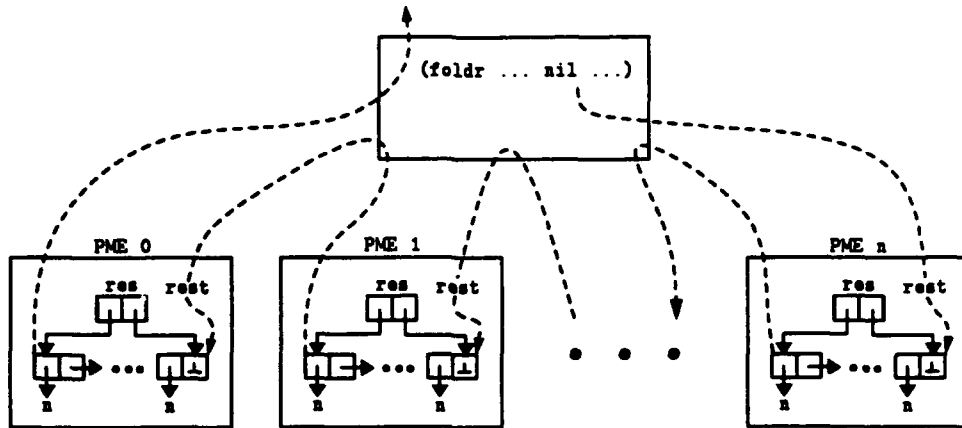 (foldr ... nil ...)
PME 0
PME 1
PME n
res rest
res rest
res rest
⊥
⊥
⊥
n n
n n
n n